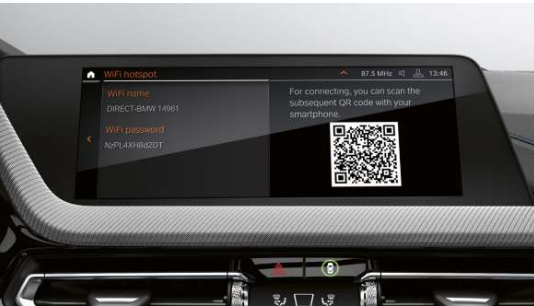 WiFi hotspot
87.5 MHz 13:46
WiFi name
DIRECT-BMW 14961
WiFi password
NzPL4XHBd2DT
For connecting, you can scan the
subsequent QR code with your
smartphone.